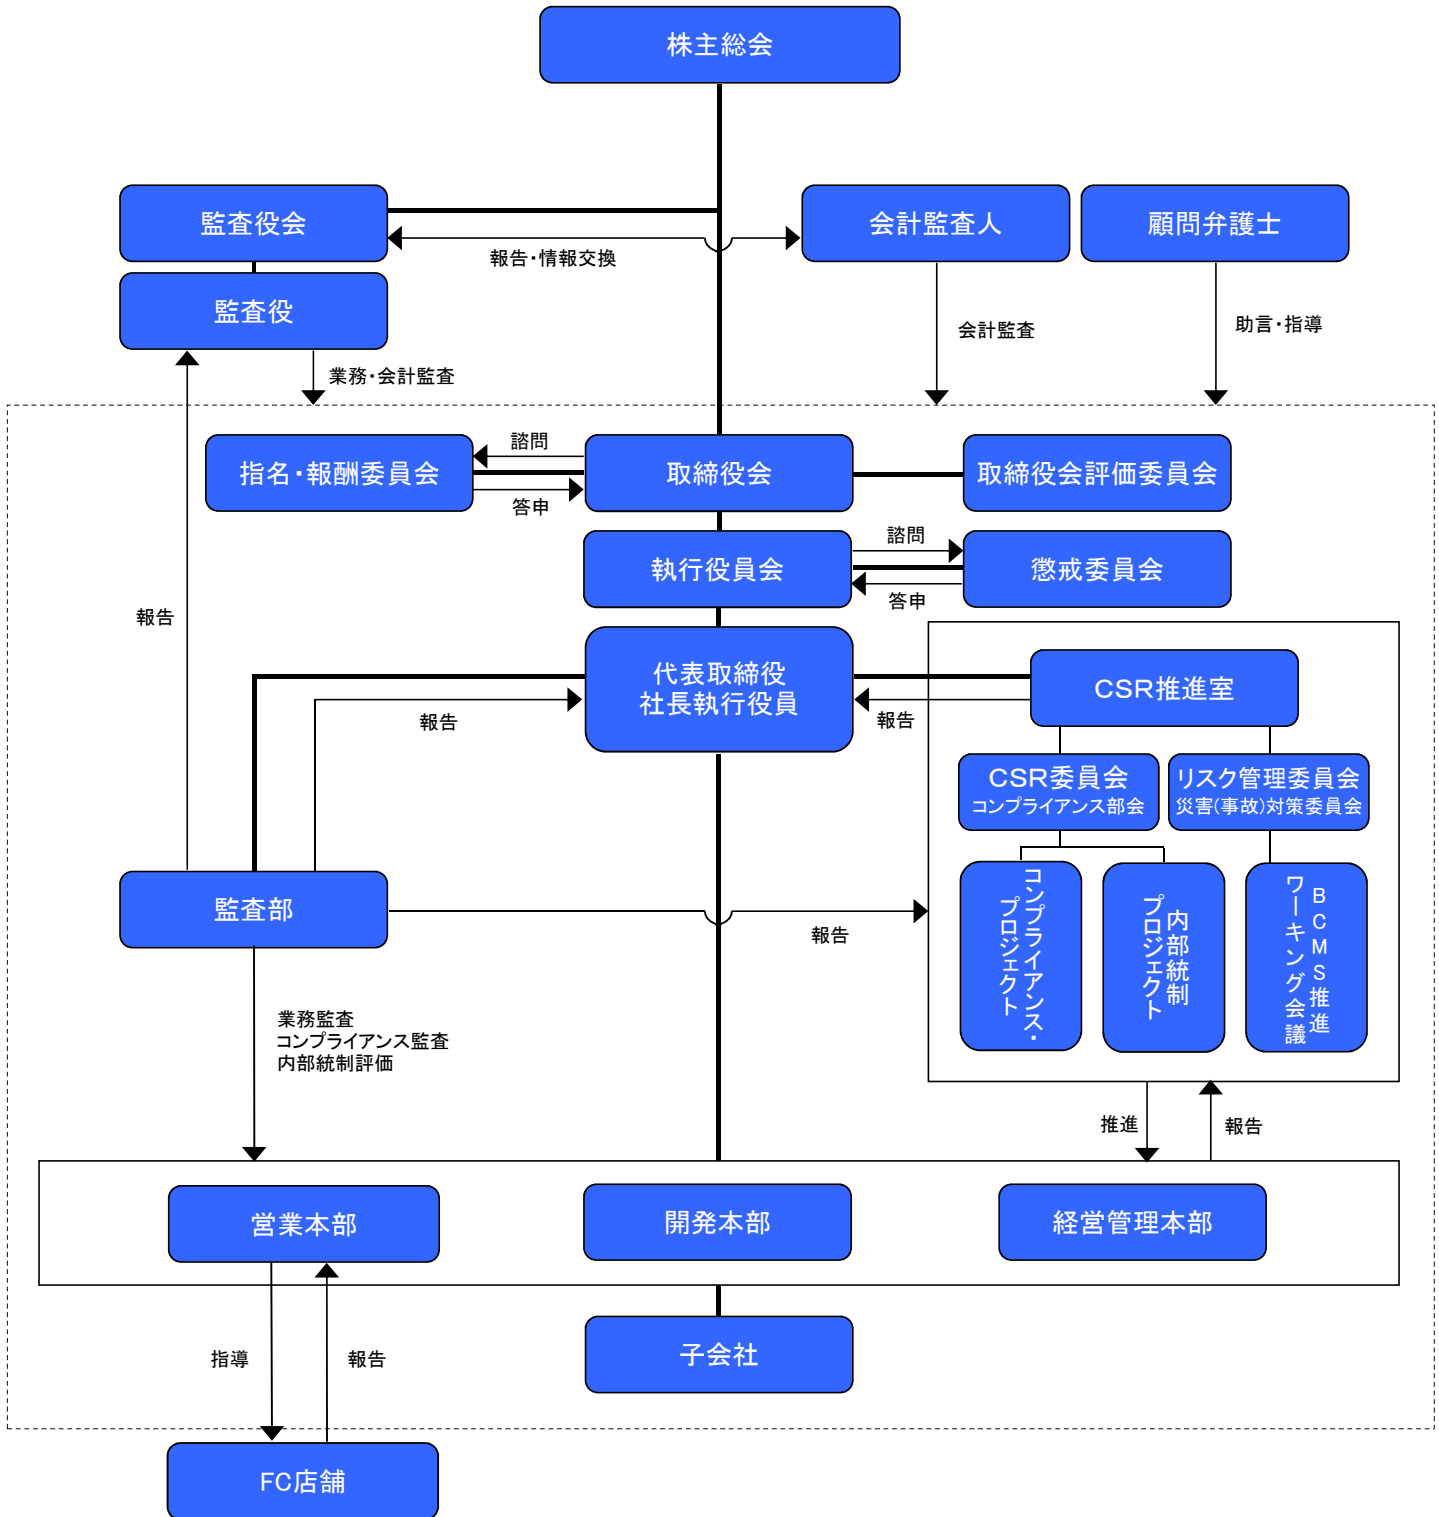 株主総会
監査役会
会計監査人
顧問弁護士
報告・情報交換
監査役
会計監査
助言・指導
業務・会計監査
指名・報酬委員会
諮問
答申
取締役会
取締役会評価委員会
執行役員会
諮問
答申
懲戒委員会
報告
代表取締役
社長執行役員
報告
報告
CSR推進室
CSR委員会
コンプライアンス部会
リスク管理委員会
災害(事故)対策委員会
監査部
報告
コンプライアンス・
プロジェクト
内部統制
プロジェクト
BCMS推進
ワーキング会議
業務監査
コンプライアンス監査
内部統制評価
推進
報告
営業本部
開発本部
経営管理本部
指導
報告
子会社
FC店舗